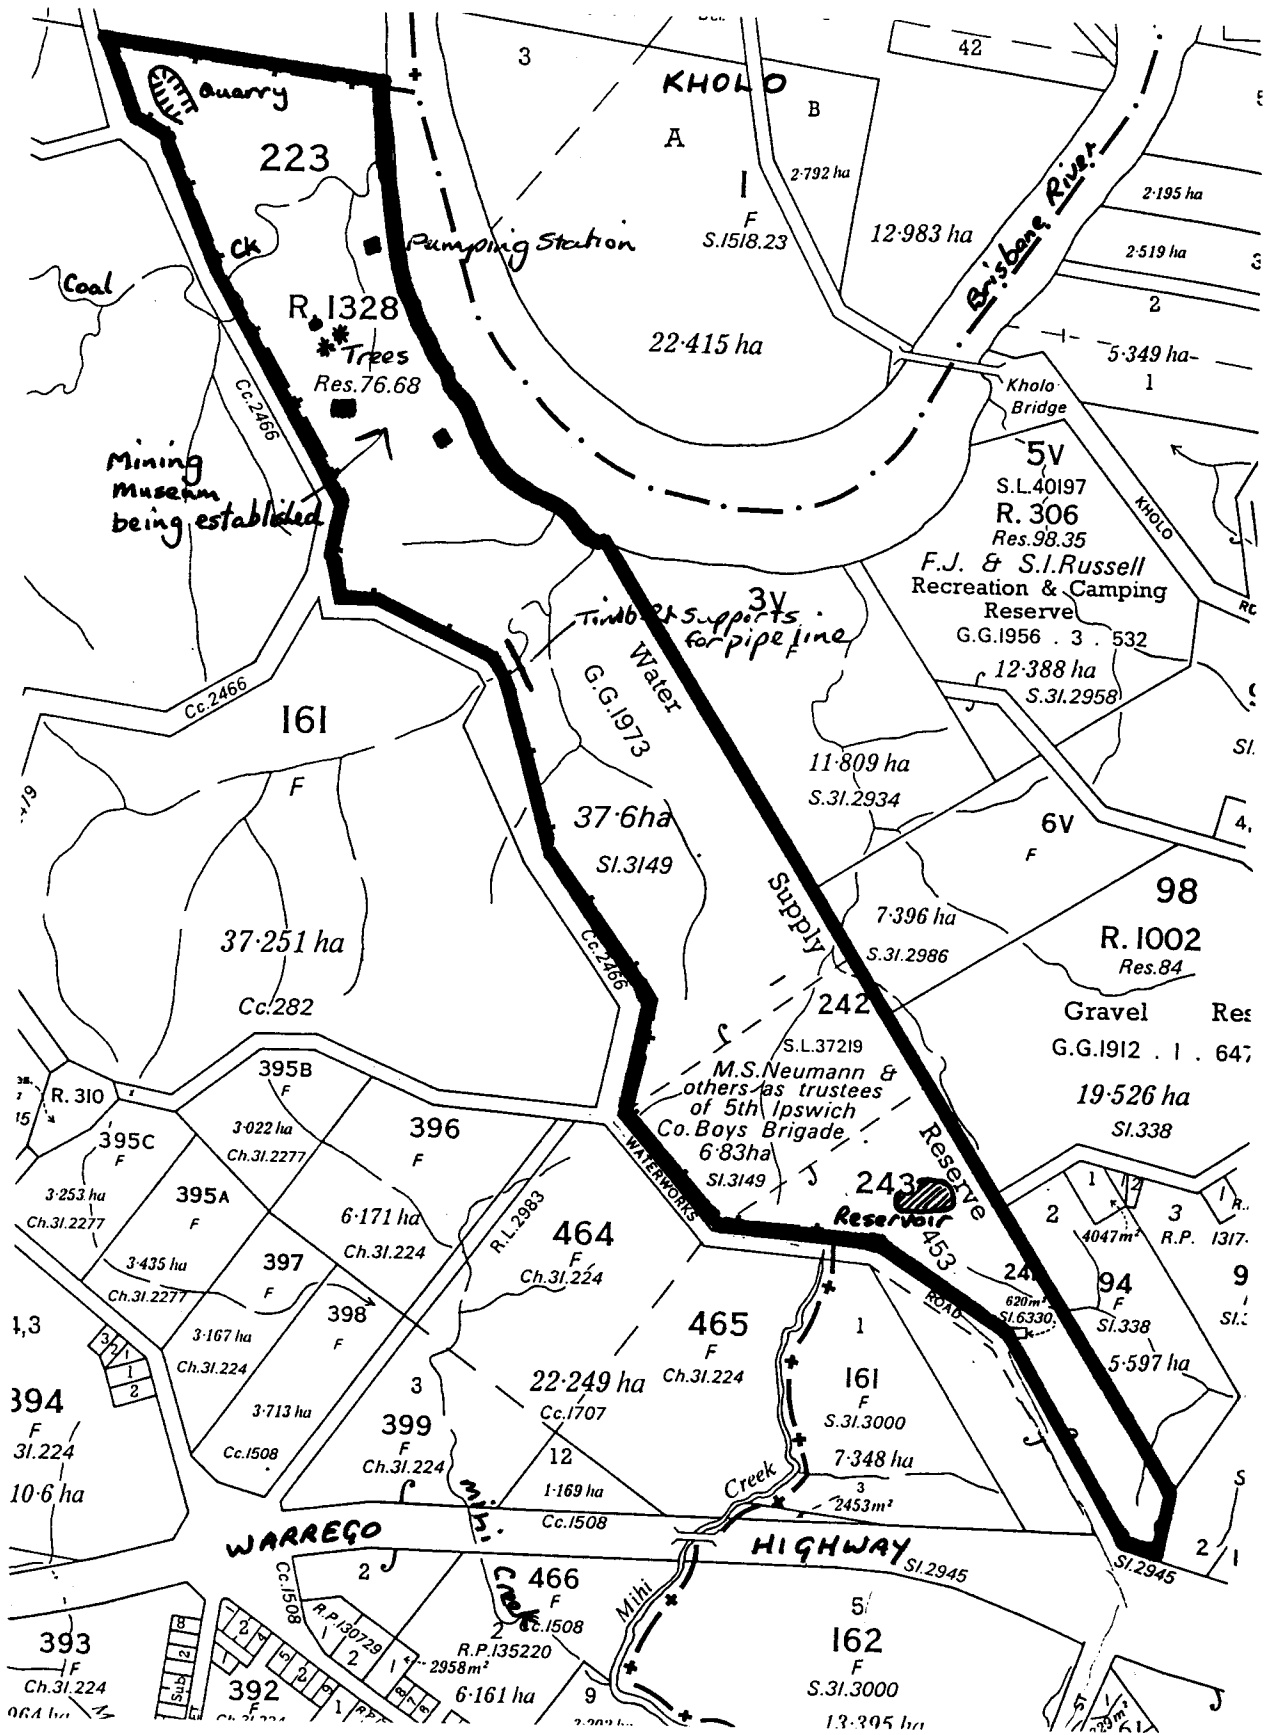 3
KHOLO
42
Quarry
A
B
223
1
F
S.1518.23
2·792 ha
12·983 ha
Brisbane River
2·195 ha
2·519 ha
3
CK
Pumping Station
Coal
R. 1328
Trees
Res.76.68
22·415 ha
2
5·349 ha
1
Kholo
Bridge
Cc.2466
Mining
Museum
being established
5V
S.L.40197
R. 306
Res.98.35
F.J. & S.I.Russell
Recreation & Camping
Reserve
G.G.1956 . 3 . 532
12·388 ha
S.31.2958
KHOLO
3V
F
Timber supports
for pipe line
Water
G.G.1973
Cc.2466
161
F
11·809 ha
S.31.2934
37·6ha
Sl.3149
6V
F
Supply
7·396 ha
S.31.2986
98
R. 1002
Res.84
Gravel
G.G.1912 . 1 . 647
19·526 ha
Sl.338
37·251 ha
Cc.282
Cc.2466
242
S.L.37219
M.S.Neumann &
others as trustees
of 5th Ipswich
Co. Boys Brigade
6·83ha
Sl.3149
Reserve
R. 310
395B
F
3·022 ha
Ch.31.2277
396
F
395C
F
3·253 ha
Ch.31.2277
395A
F
3·435 ha
Ch.31.2277
6·171 ha
Ch.31.224
R.L.2983
WATERWORKS
243
Reservoir
453
ROAD
464
F
Ch.31.224
397
F
3·167 ha
Ch.31.224
398
F
3·713 ha
Cc.1508
465
F
Ch.31.224
22·249 ha
Cc.1707
620m²
Sl.6330
2
1
4047m²
1
2
3
R.P.
94
F
Sl.338
5·597 ha
394
F
31.224
10·6 ha
3
2
1
1
2
3
399
F
Ch.31.224
12
1·169 ha
Cc.1508
1
161
F
S.31.3000
7·348 ha
3
2453m²
Creek
Mihi
Creek
WARREGO
HIGHWAY
Sl.2945
Sl.2945
2
1
Cc.1508
2
R.P.130729
1
2
1
2958m²
466
F
Cc.1508
2
R.P.135220
6·161 ha
9
Mihi
5
162
F
S.31.3000
13·395 ha
393
F
Ch.31.224
Sub
392
F